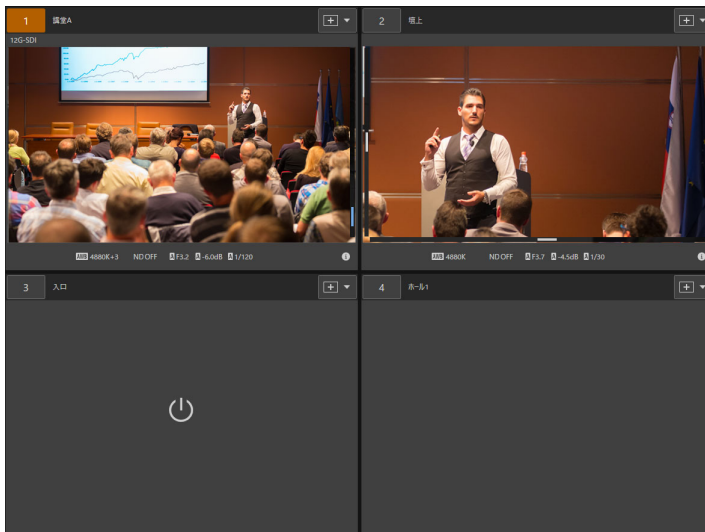 1 講堂A
12G-SDI
AWB 4880K+3 ND OFF A F3.2 A -6.0dB A 1/120
2 壇上
AWB 4880K ND OFF A F3.7 A -4.5dB A 1/30
3 入口
4 ホール1